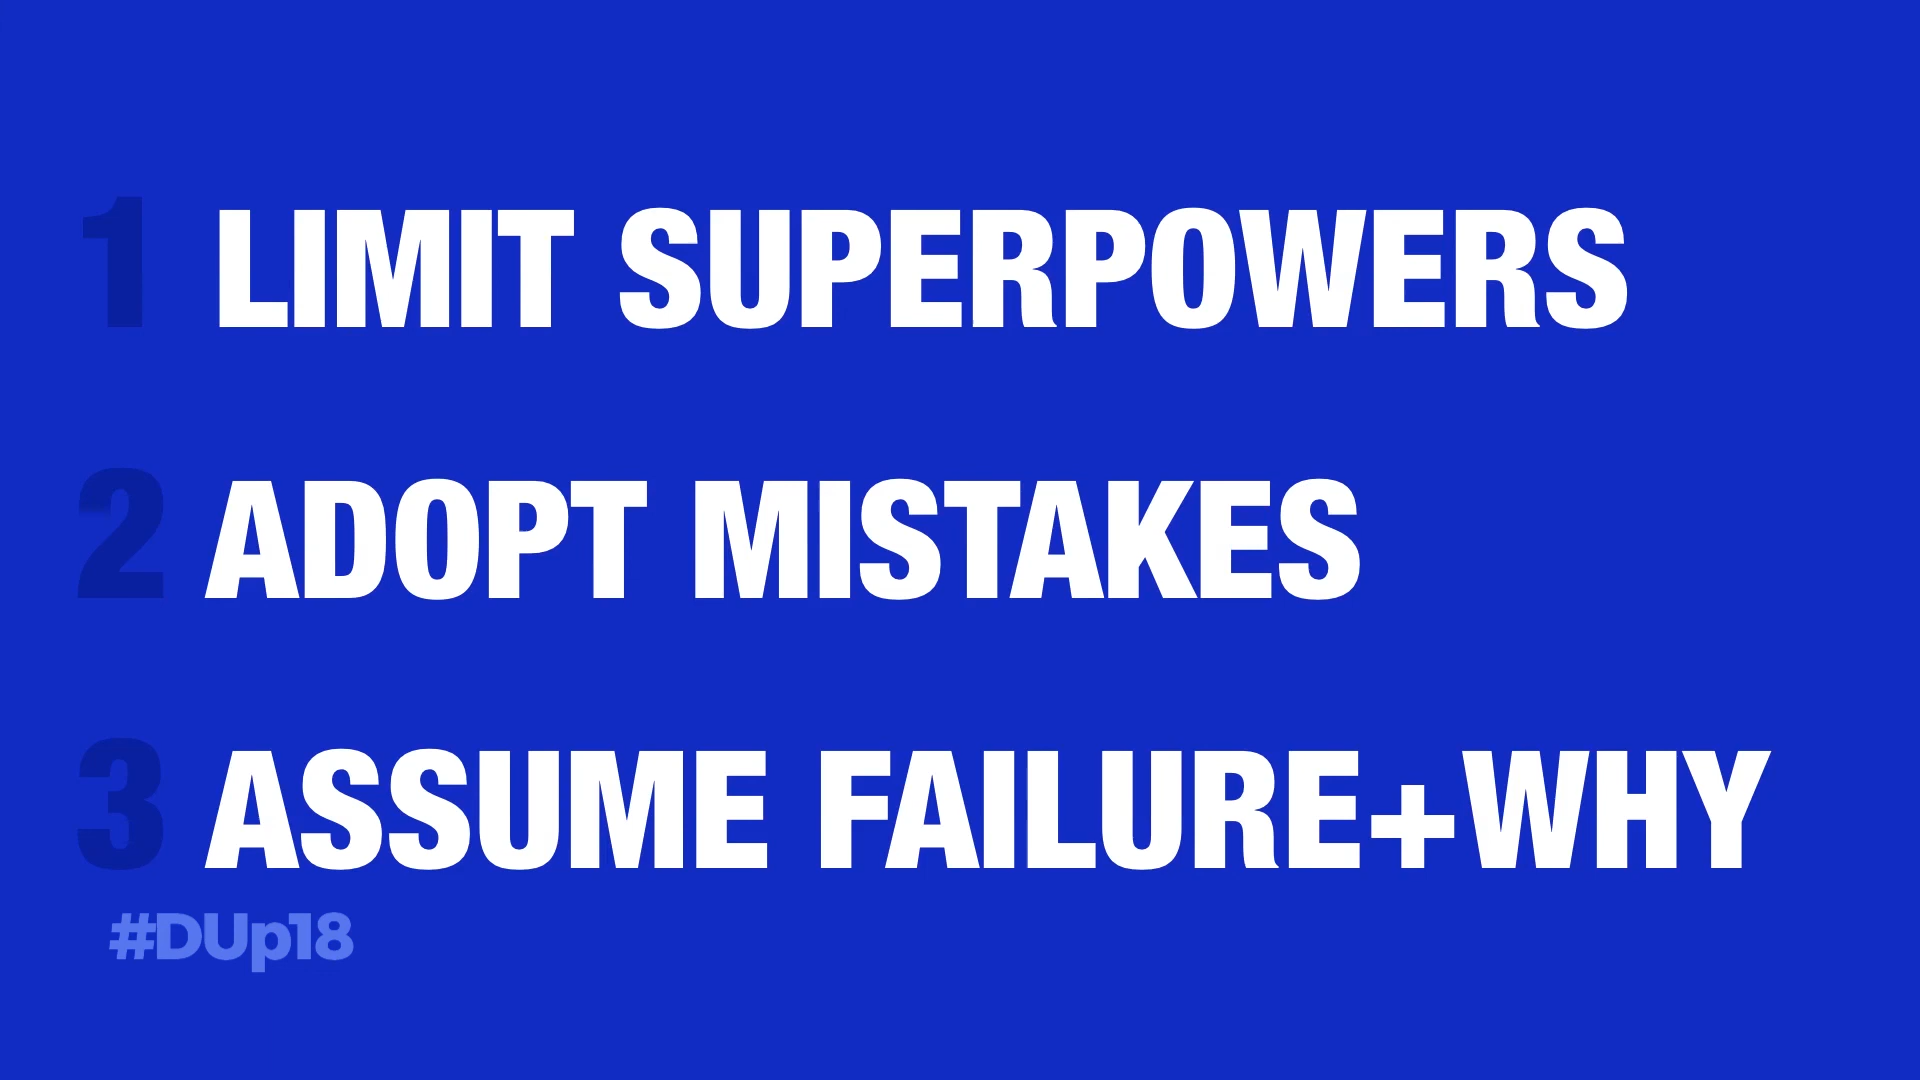 1 LIMIT SUPERPOWERS
2 ADOPT MISTAKES
3 ASSUME FAILURE+WHY
#DUp18